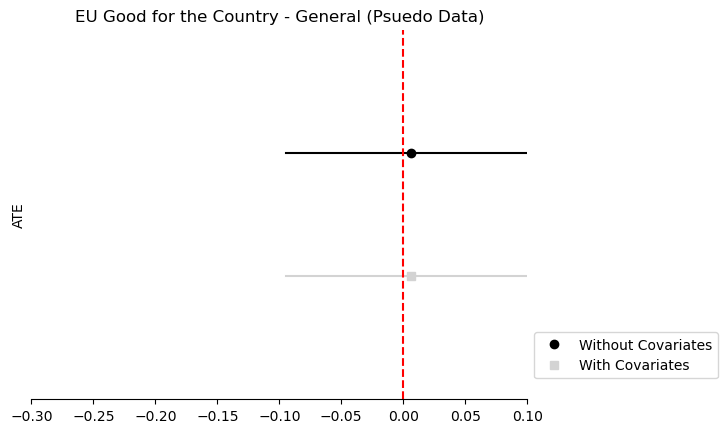 EU Good for the Country - General (Psuedo Data)
ATE
Without Covariates
With Covariates
−0.30 −0.25 −0.20 −0.15 −0.10 −0.05 0.00 0.05 0.10